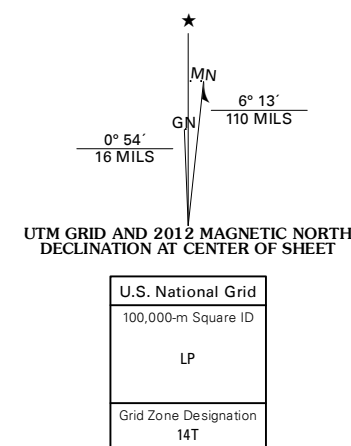 ★
MN
GN
6° 13´
110 MILS
0° 54´
16 MILS
UTM GRID AND 2012 MAGNETIC NORTH
DECLINATION AT CENTER OF SHEET
U.S. National Grid
100,000-m Square ID
LP
Grid Zone Designation
14T